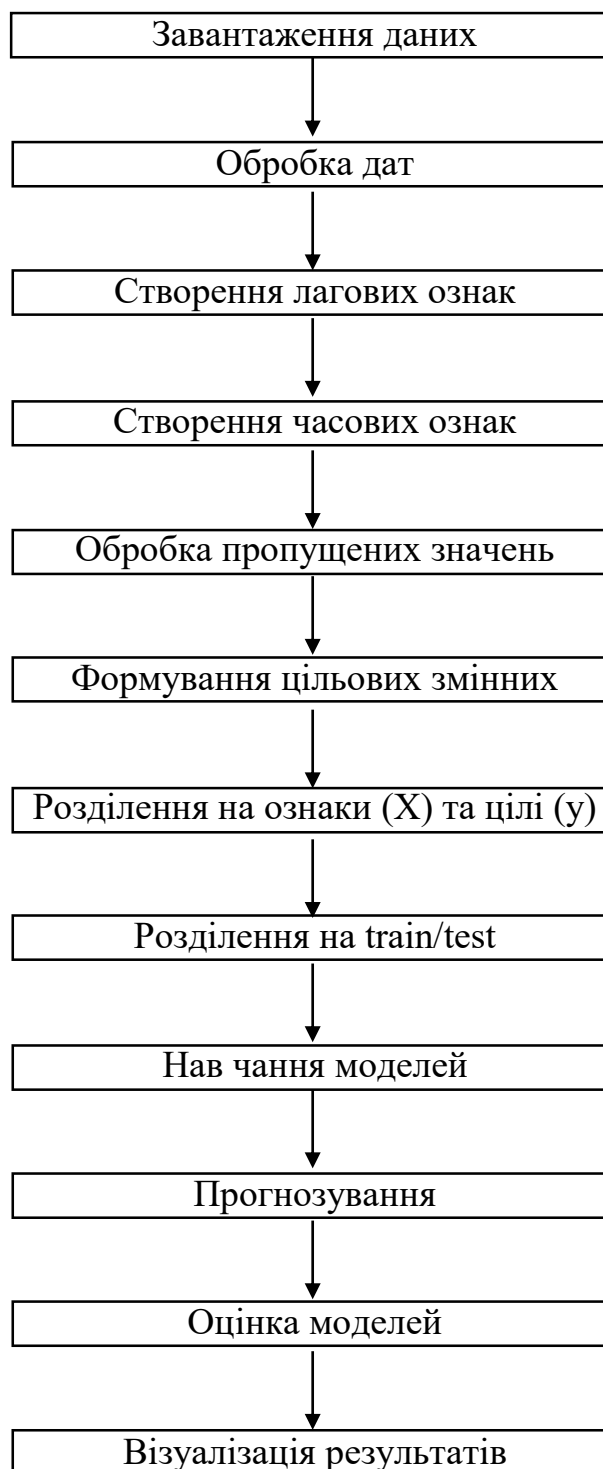 Завантаження даних
Обробка дат
Створення лагових ознак
Створення часових ознак
Обробка пропущених значень
Формування цільових змінних
Розділення на ознаки (X) та цілі (y)
Розділення на train/test
Нав чання моделей
Прогнозування
Оцінка моделей
Візуалізація результатів